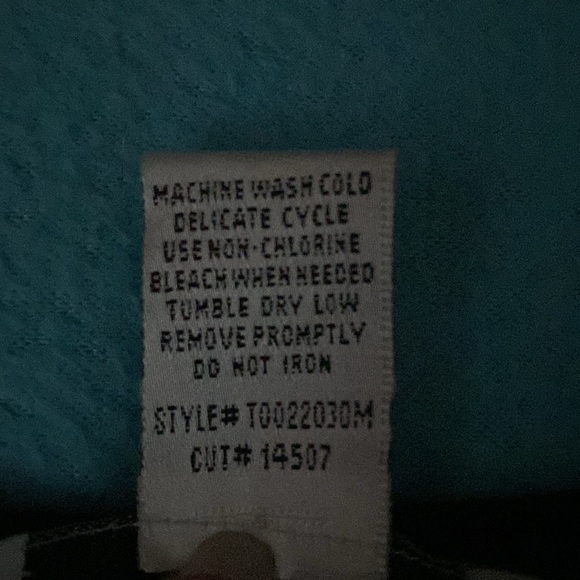 MACHINE WASH COLD
DELICATE CYCLE
USE NON-CHLORINE
BLEACH WHEN NEEDED
TUMBLE DRY LOW
REMOVE PROMPTLY
DO NOT IRON
STYLE# T0022030M
CUT# 14507